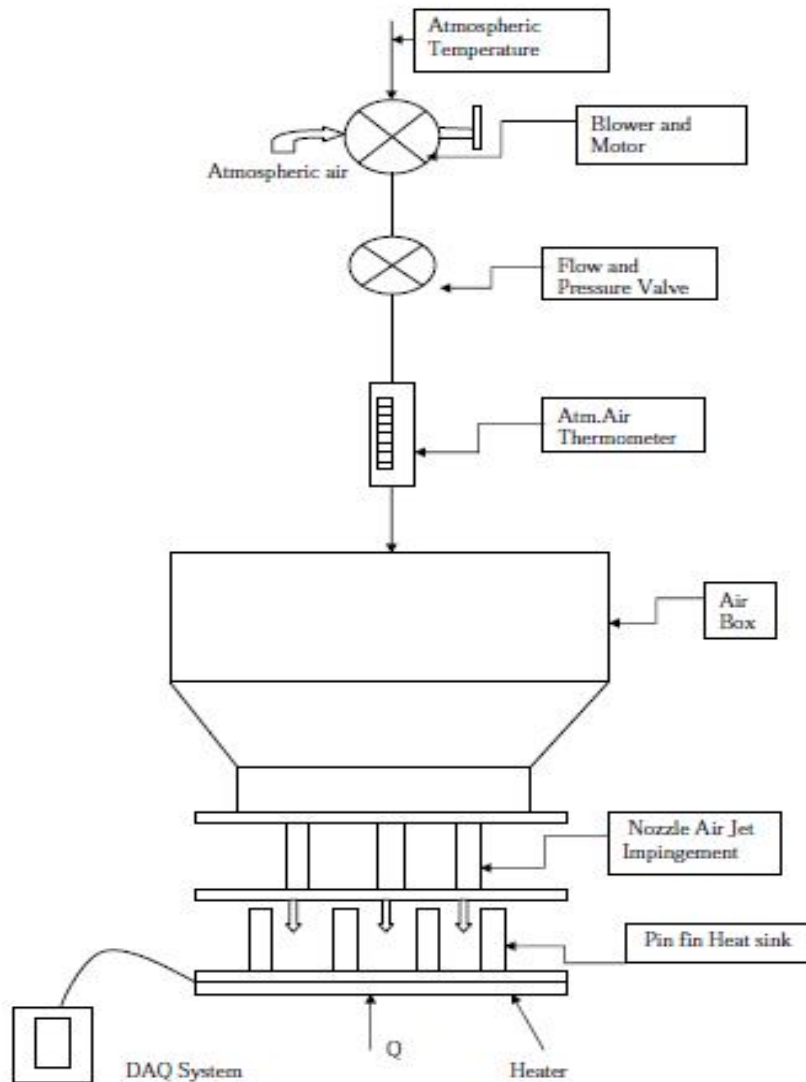 Atmospheric
Temperature
Blower and
Motor
Atmospheric air
Flow and
Pressure Valve
Atm.Air
Thermometer
Air
Box
Nozzle Air Jet
Impingement
Pin fin Heat sink
Q
DAQ System
Heater